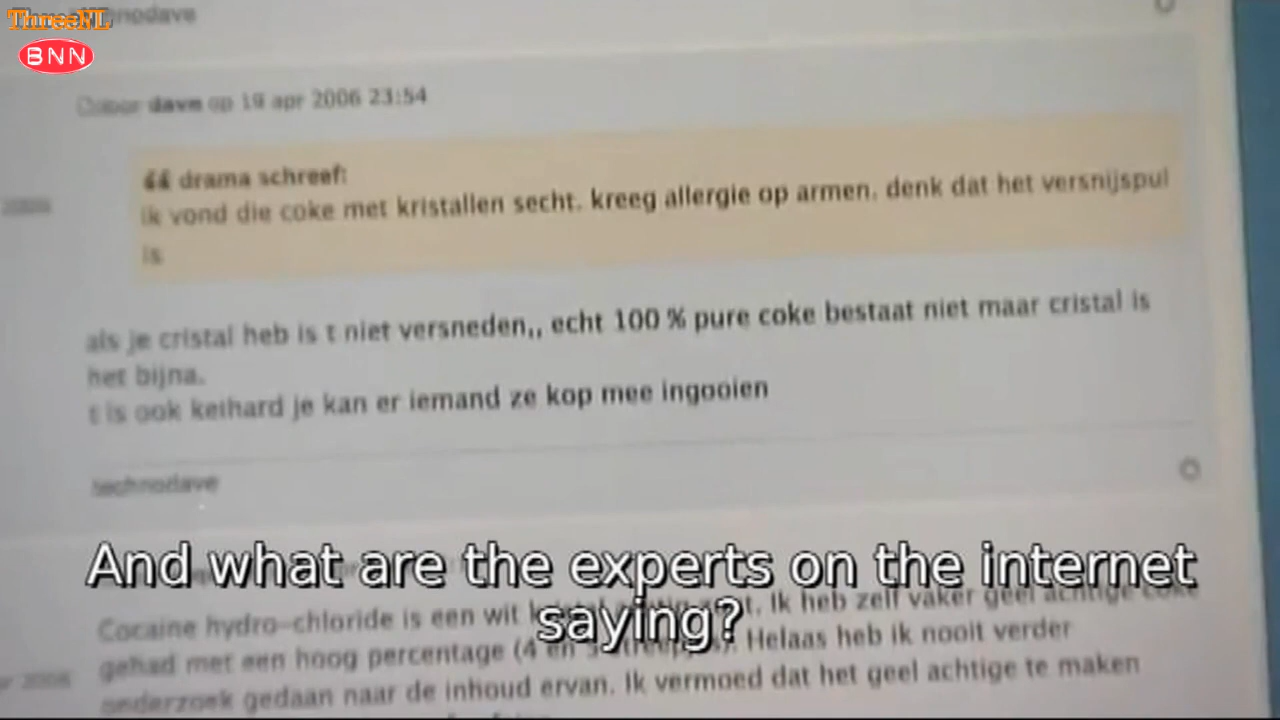 ThreeNL
BNN
Door dave op 19 apr 2006 23:54
drama schreef:
ik vond die coke met kristallen secht. kreeg allergie op armen. denk dat het versnijspul
is
als je cristal heb is t niet versneden,, echt 100 % pure coke bestaat niet maar cristal is
het bijna.
t is ook keihard je kan er iemand ze kop mee ingooien
technodave
And what are the experts on the internet
saying?
Cocaine hydro-chloride is een wit Ik heb zelf vaker geel achtige coke
gehad met een hoog percentage (4 en Helaas heb ik nooit verder
onderzoek gedaan naar de inhoud ervan. Ik vermoed dat het geel achtige te maken